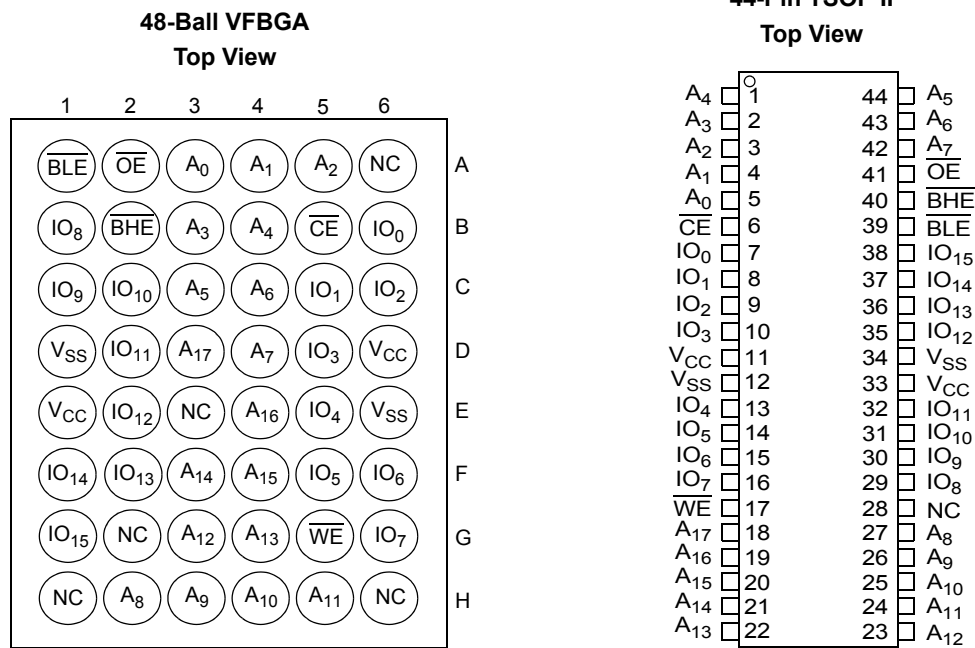 48-Ball VFBGA
Top View
1 2 3 4 5 6
BLE OE A0 A1 A2 NC A
IO8 BHE A3 A4 CE IO0 B
IO9 IO10 A5 A6 IO1 IO2 C
VSS IO11 A17 A7 IO3 VCC D
VCC IO12 NC A16 IO4 VSS E
IO14 IO13 A14 A15 IO5 IO6 F
IO15 NC A12 A13 WE IO7 G
NC A8 A9 A10 A11 NC H
44-Pin TSOP II
Top View
A4 1 44 A5
A3 2 43 A6
A2 3 42 A7
A1 4 41 OE
A0 5 40 BHE
CE 6 39 BLE
IO0 7 38 IO15
IO1 8 37 IO14
IO2 9 36 IO13
IO3 10 35 IO12
VCC 11 34 VSS
VSS 12 33 VCC
IO4 13 32 IO11
IO5 14 31 IO10
IO6 15 30 IO9
IO7 16 29 IO8
WE 17 28 NC
A17 18 27 A8
A16 19 26 A9
A15 20 25 A10
A14 21 24 A11
A13 22 23 A12